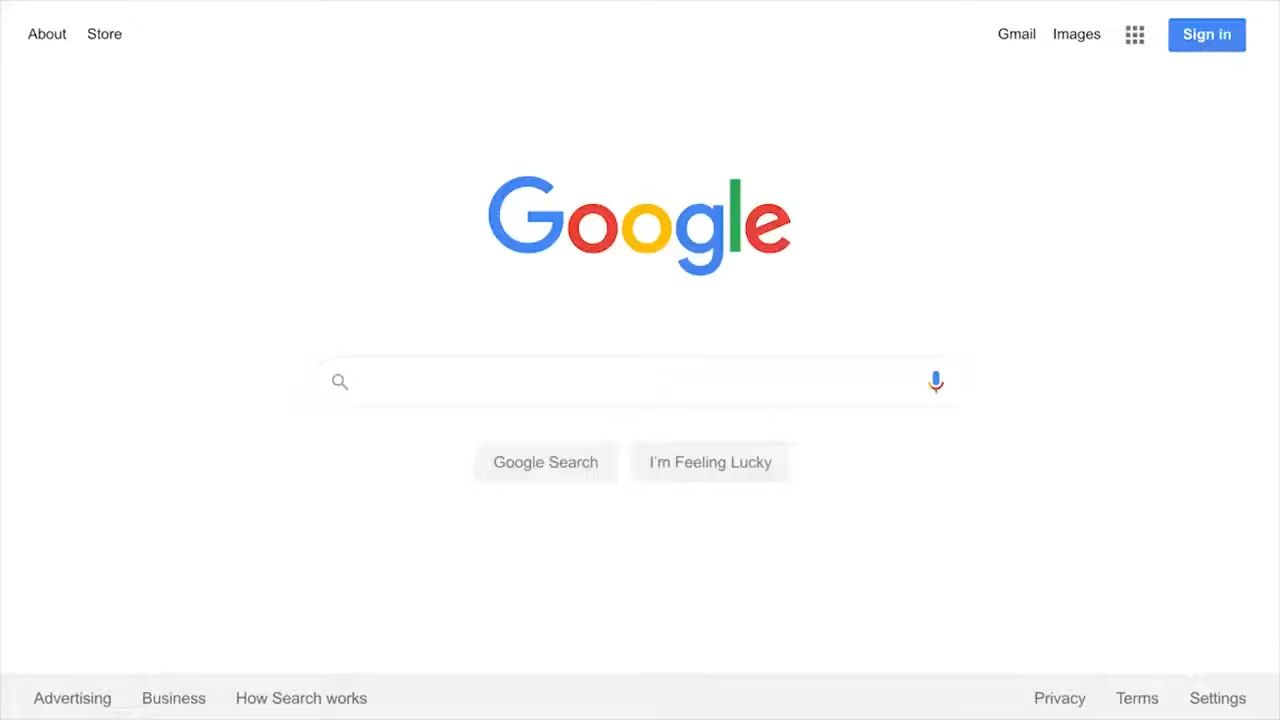 About Store Gmail Images Sign in
Google
Google Search I'm Feeling Lucky
Advertising Business How Search works Privacy Terms Settings